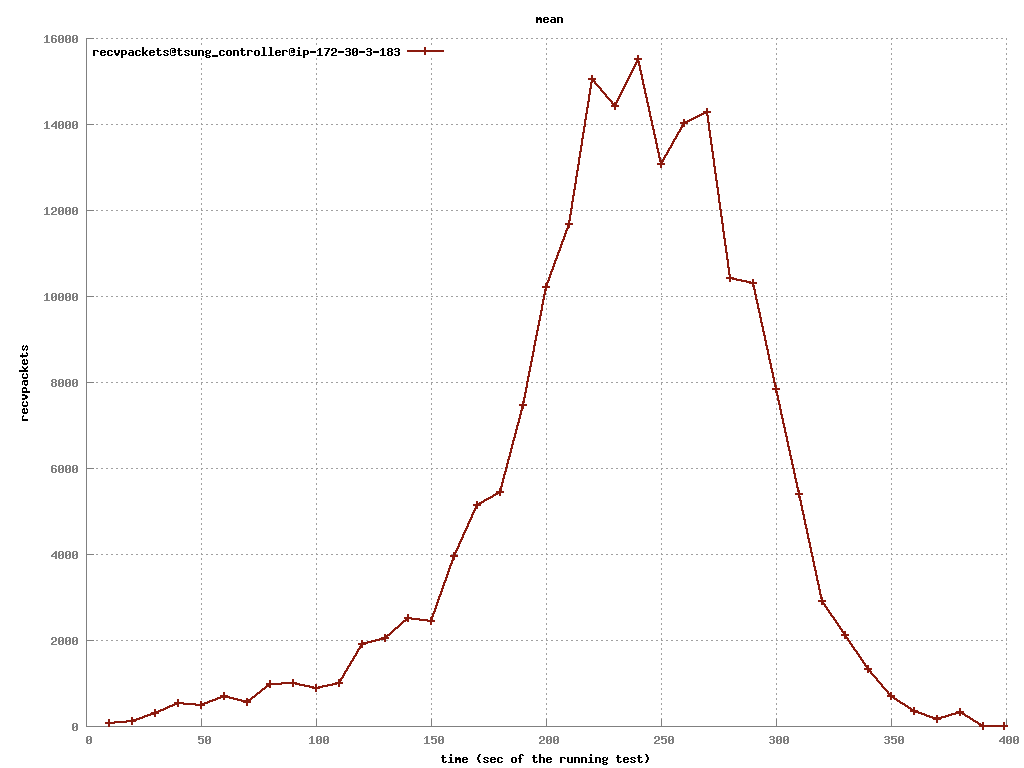 mean
recvpackets@tsung_controller@ip-172-30-3-183
16000
14000
12000
10000
8000
6000
4000
2000
0
recvpackets
0 50 100 150 200 250 300 350 400
time (sec of the running test)